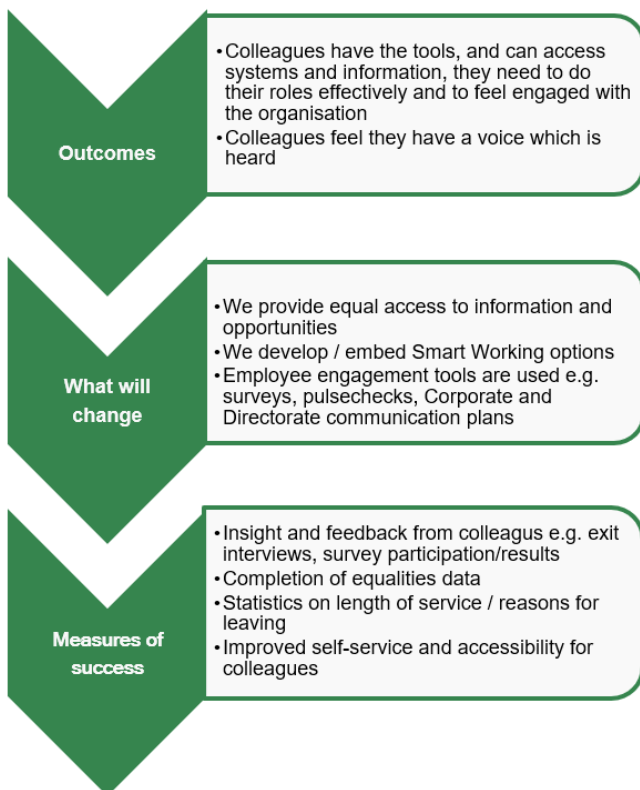 Outcomes
•Colleagues have the tools, and can access
systems and information, they need to do
their roles effectively and to feel engaged with
the organisation
•Colleagues feel they have a voice which is
heard
What will
change
•We provide equal access to information and
opportunities
•We develop / embed Smart Working options
•Employee engagement tools are used e.g.
surveys, pulsechecks, Corporate and
Directorate communication plans
Measures of
success
•Insight and feedback from colleagus e.g. exit
interviews, survey participation/results
•Completion of equalities data
•Statistics on length of service / reasons for
leaving
•Improved self-service and accessibility for
colleagues